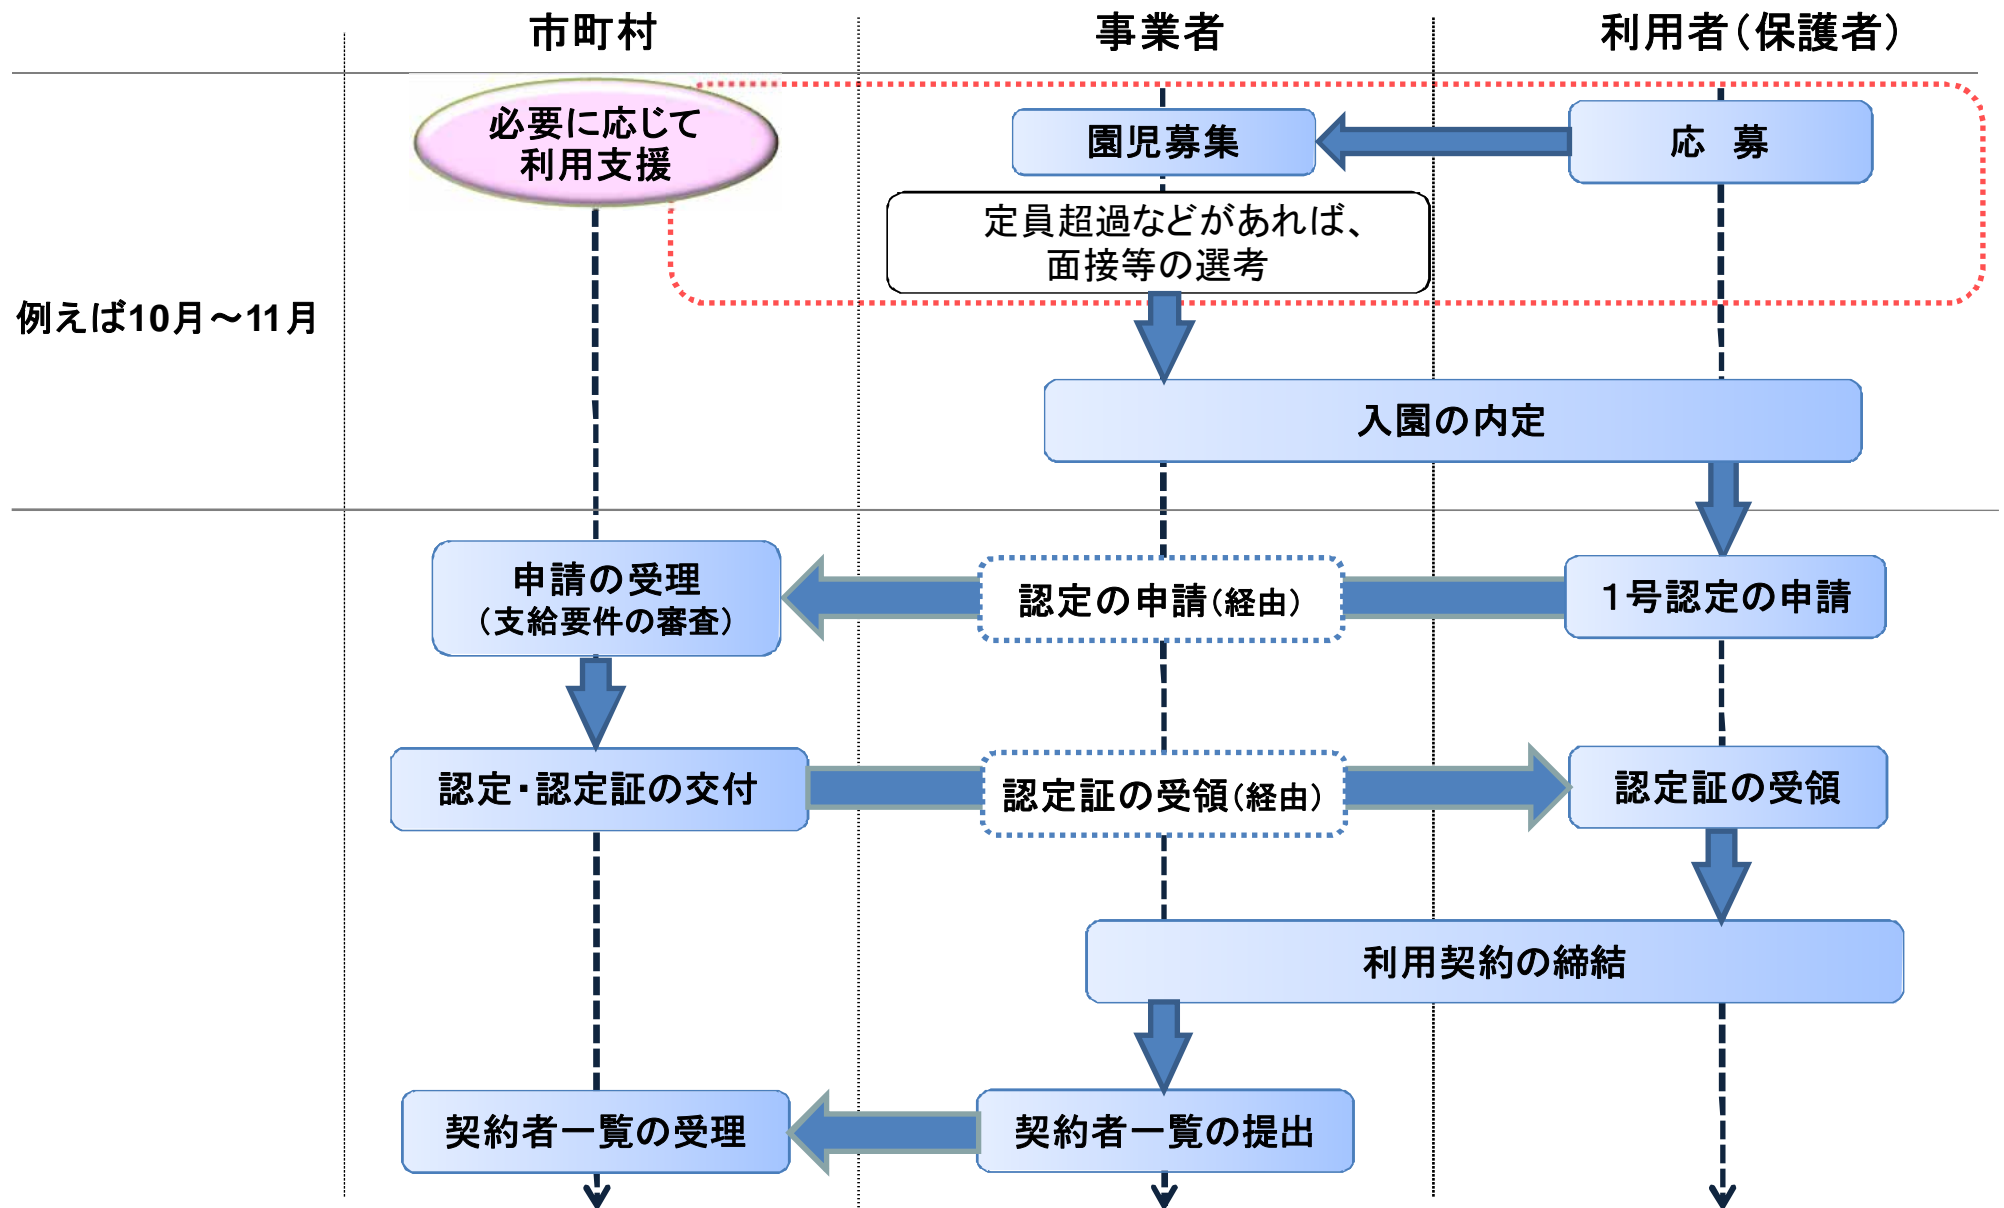 市町村
事業者
利用者(保護者)
必要に応じて
利用支援
園児募集
応　募
定員超過などがあれば、
面接等の選考
例えば10月～11月
入園の内定
申請の受理
(支給要件の審査)
認定の申請(経由)
1号認定の申請
認定・認定証の交付
認定証の受領(経由)
認定証の受領
利用契約の締結
契約者一覧の受理
契約者一覧の提出